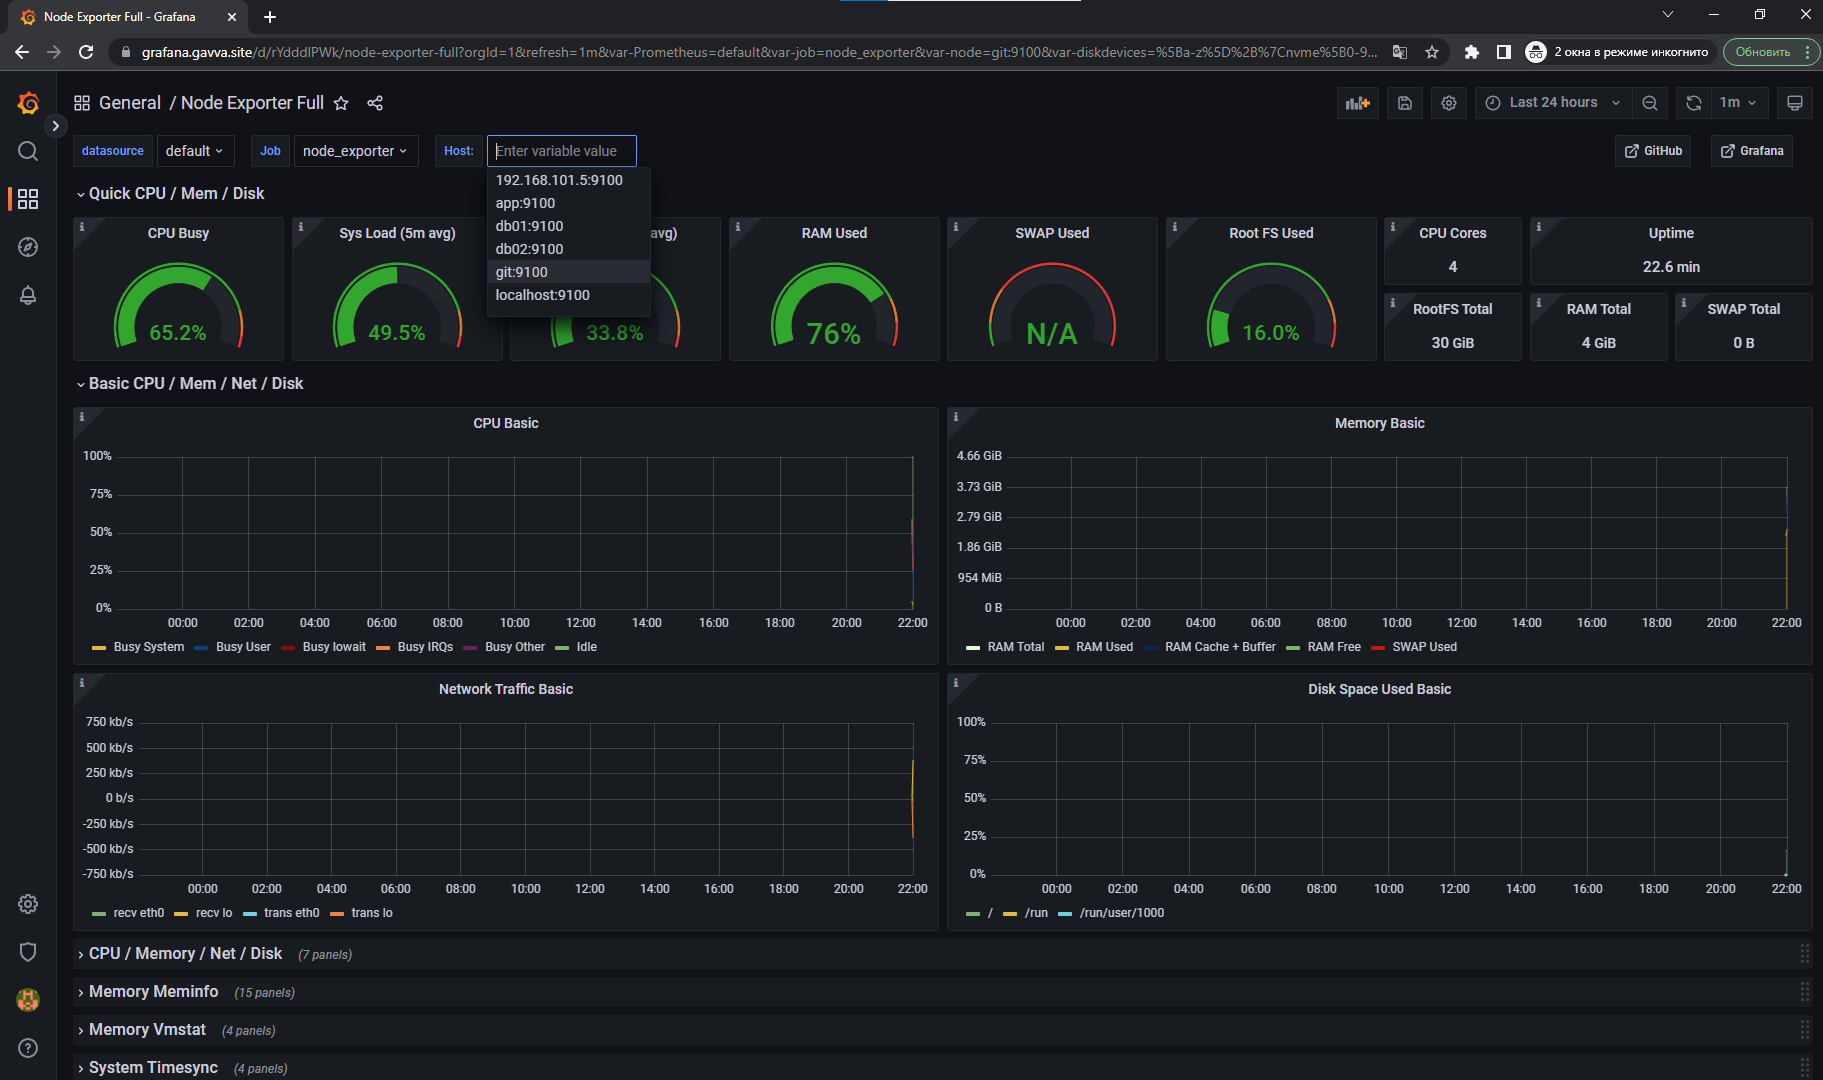 Node Exporter Full - Grafana
grafana.gavva.site/d/rYdddlPWk/node-exporter-full?orgId=1&refresh=1m&var-Prometheus=default&var-job=node_exporter&var-node=git:9100&var-diskdevices=%5Ba-z%5D%2B%7Cnvme%5B0-9...
2 окна в режиме инкогнито
Обновить
General / Node Exporter Full
Last 24 hours
1m
datasource default Job node_exporter Host: Enter variable value
GitHub Grafana
192.168.101.5:9100
app:9100
db01:9100
db02:9100
git:9100
localhost:9100
Quick CPU / Mem / Disk
CPU Busy
65.2%
Sys Load (5m avg)
49.5%
avg)
33.8%
RAM Used
76%
SWAP Used
N/A
Root FS Used
16.0%
CPU Cores
4
Uptime
22.6 min
RootFS Total
30 GiB
RAM Total
4 GiB
SWAP Total
0 B
Basic CPU / Mem / Net / Disk
CPU Basic
100%
75%
50%
25%
0%
00:00 02:00 04:00 06:00 08:00 10:00 12:00 14:00 16:00 18:00 20:00 22:00
Busy System Busy User Busy Iowait Busy IRQs Busy Other Idle
Memory Basic
4.66 GiB
3.73 GiB
2.79 GiB
1.86 GiB
954 MiB
0 B
00:00 02:00 04:00 06:00 08:00 10:00 12:00 14:00 16:00 18:00 20:00 22:00
RAM Total RAM Used RAM Cache + Buffer RAM Free SWAP Used
Network Traffic Basic
750 kb/s
500 kb/s
250 kb/s
0 b/s
-250 kb/s
-500 kb/s
-750 kb/s
00:00 02:00 04:00 06:00 08:00 10:00 12:00 14:00 16:00 18:00 20:00 22:00
recv eth0 recv lo trans eth0 trans lo
Disk Space Used Basic
100%
75%
50%
25%
0%
00:00 02:00 04:00 06:00 08:00 10:00 12:00 14:00 16:00 18:00 20:00 22:00
/ /run /run/user/1000
CPU / Memory / Net / Disk (7 panels)
Memory Meminfo (15 panels)
Memory Vmstat (4 panels)
System Timesync (4 panels)